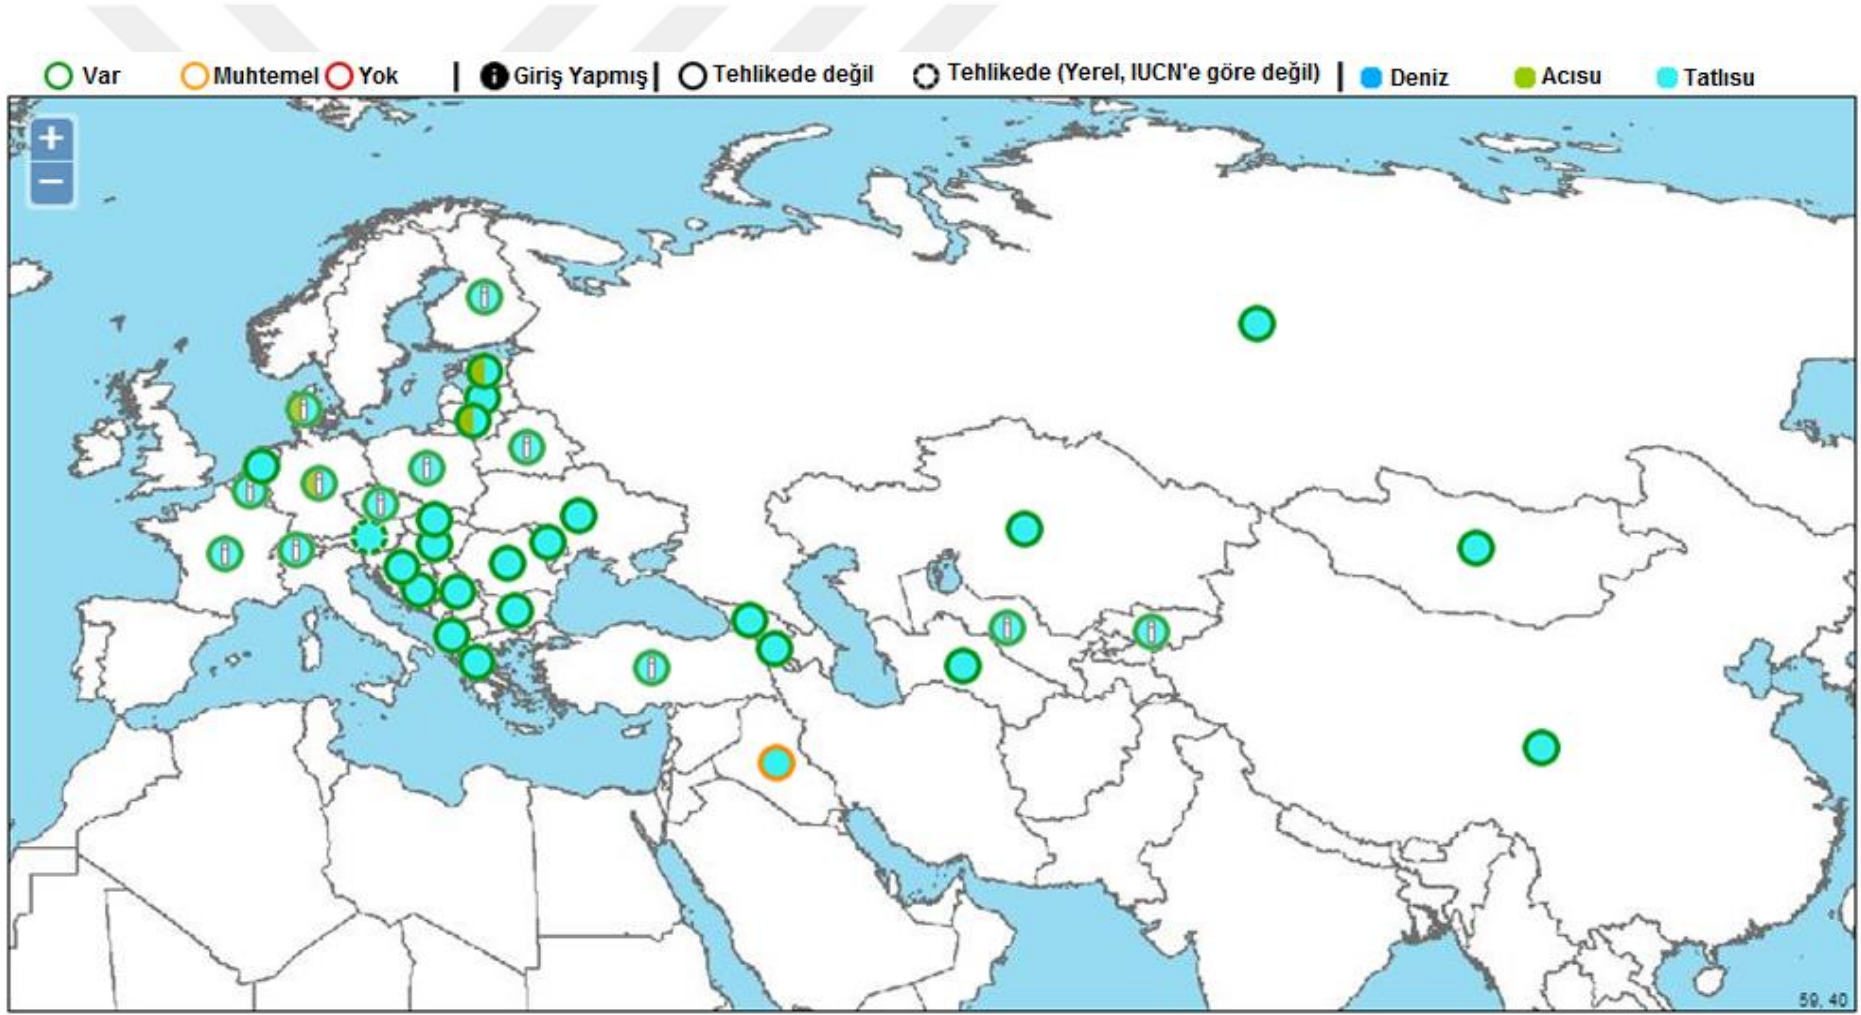 Var Muhtemel Yok | i Giriş Yapmış | Tehlikede değil Tehlikede (Yerel, IUCN'e göre değil) | Deniz Acısu Tatlısu
+
−
i
i
i
i
i
i
i
i
i
i
i
i
59, 40